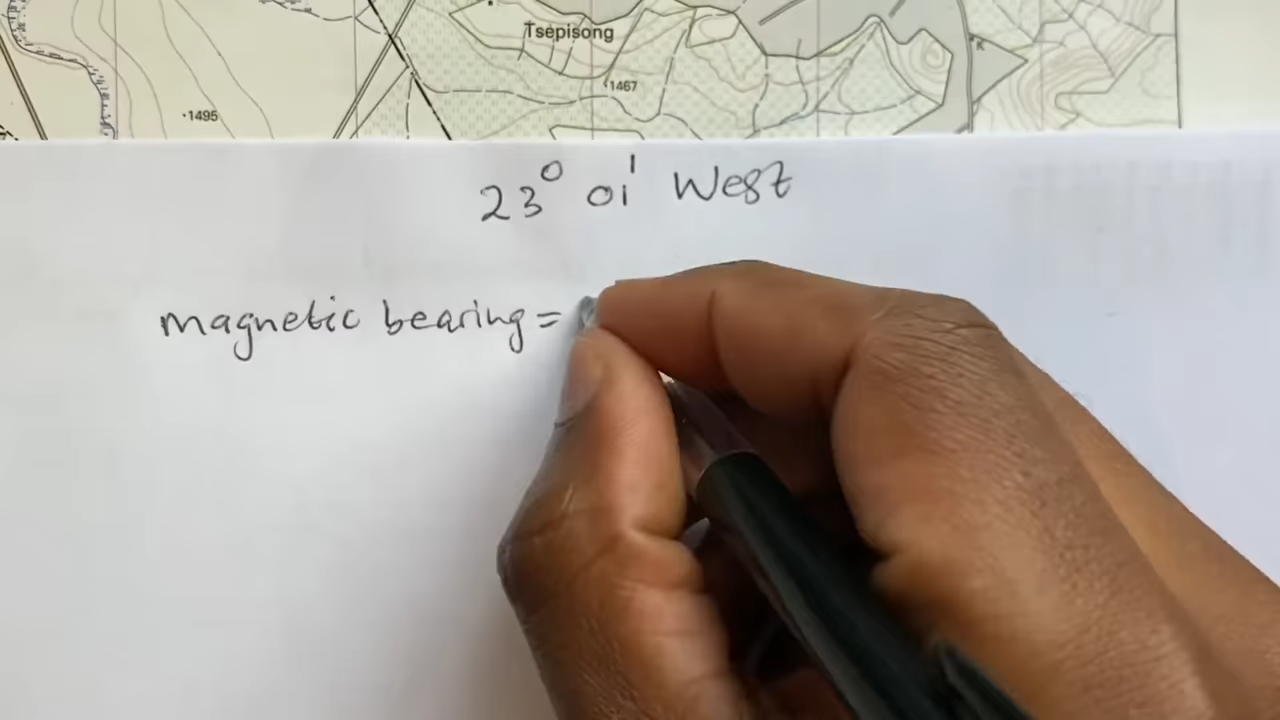 Tsepisong
K
·1467
·1495
23° 01' West
magnetic bearing =